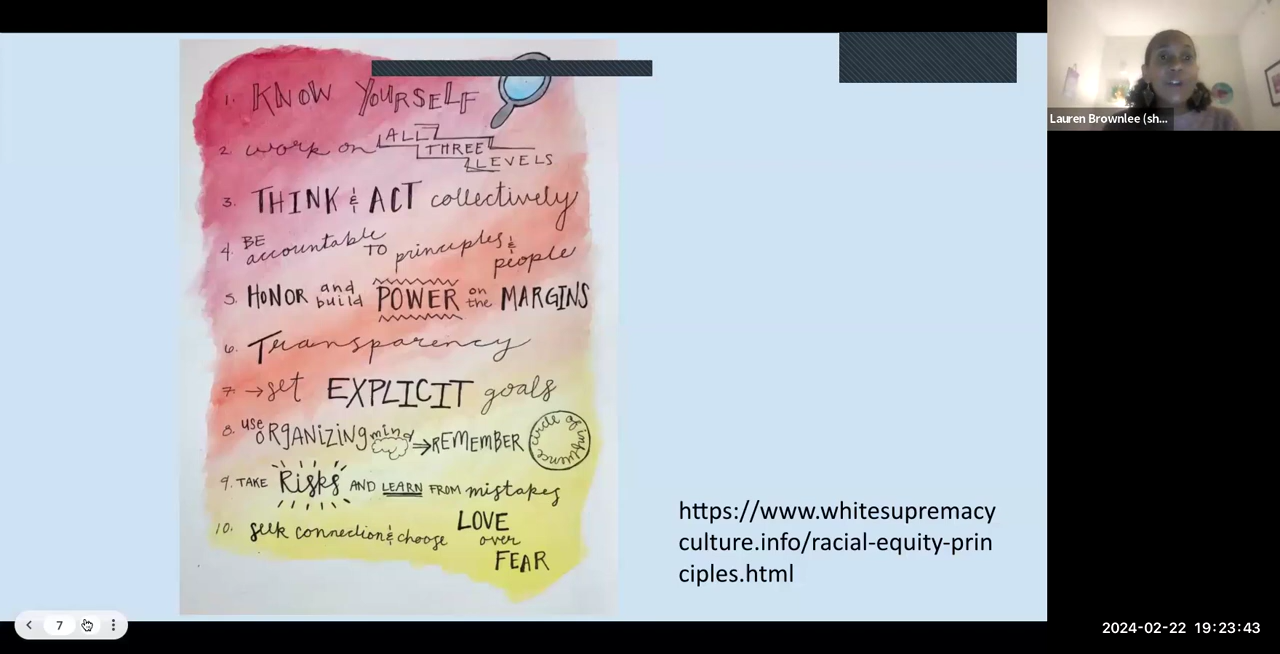 1. KNOW YOURSELF
2. work on ALL THREE LEVELS
3. THINK & ACT collectively
4. BE accountable TO principles & people
5. HONOR and build POWER on the MARGINS
6. Transparency
7. → set EXPLICIT goals
8. use ORGANIZING mind ⇒ REMEMBER circle of influence
9. TAKE Risks AND LEARN FROM mistakes
10. seek connection & choose LOVE over FEAR
https://www.whitesupremacy
culture.info/racial-equity-prin
ciples.html
Lauren Brownlee (sh...
7
2024-02-22 19:23:43